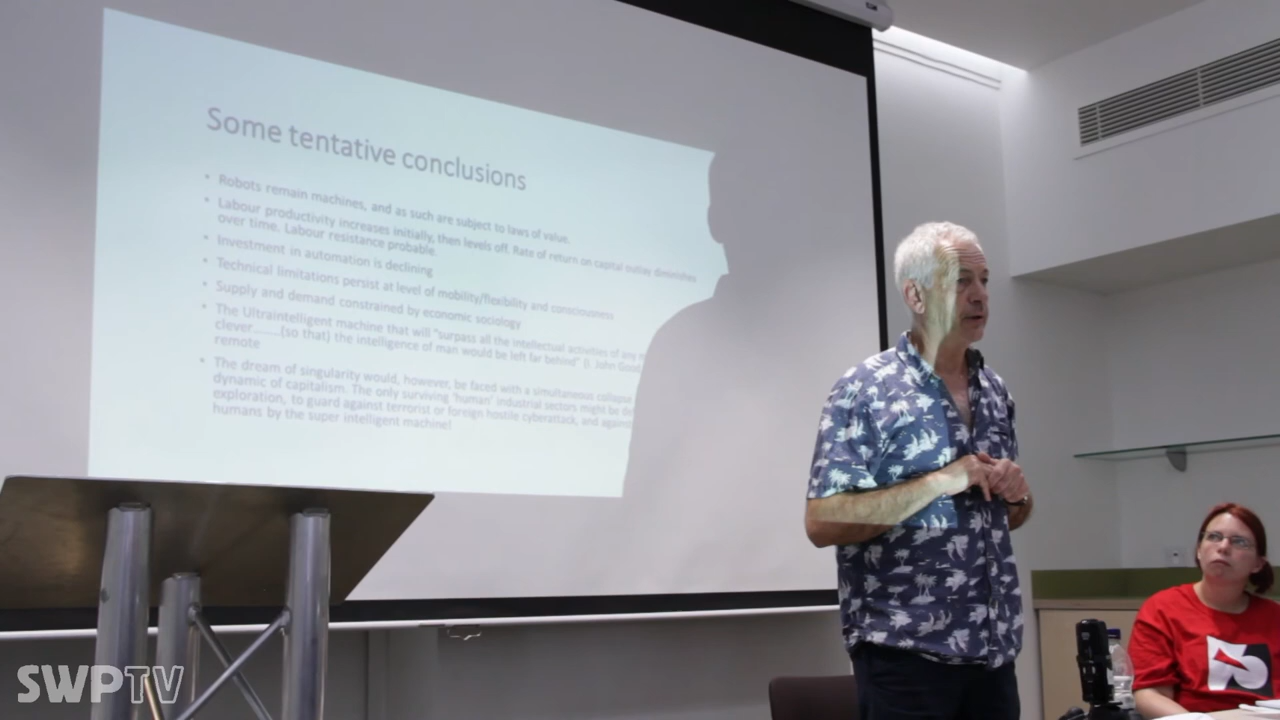 Some tentative conclusions
• Robots remain machines, and as such are subject to laws of value.
• Labour productivity increases initially, then levels off. Rate of return on capital outlay diminishes
over time. Labour resistance probable.
• Investment in automation is declining
• Technical limitations persist at level of mobility/flexibility and consciousness
• Supply and demand constrained by economic sociology
• The Ultraintelligent machine that will "surpass all the intellectual activities of any
clever.......[so that) the intelligence of man would be left far behind" (I. John Good
remote
• The dream of singularity would, however, be faced with a simultaneous collapse
dynamic of capitalism. The only surviving 'human' industrial sectors might be
exploration, to guard against terrorist or foreign hostile cyberattack, and against
humans by the super intelligent machine!
SWPTV